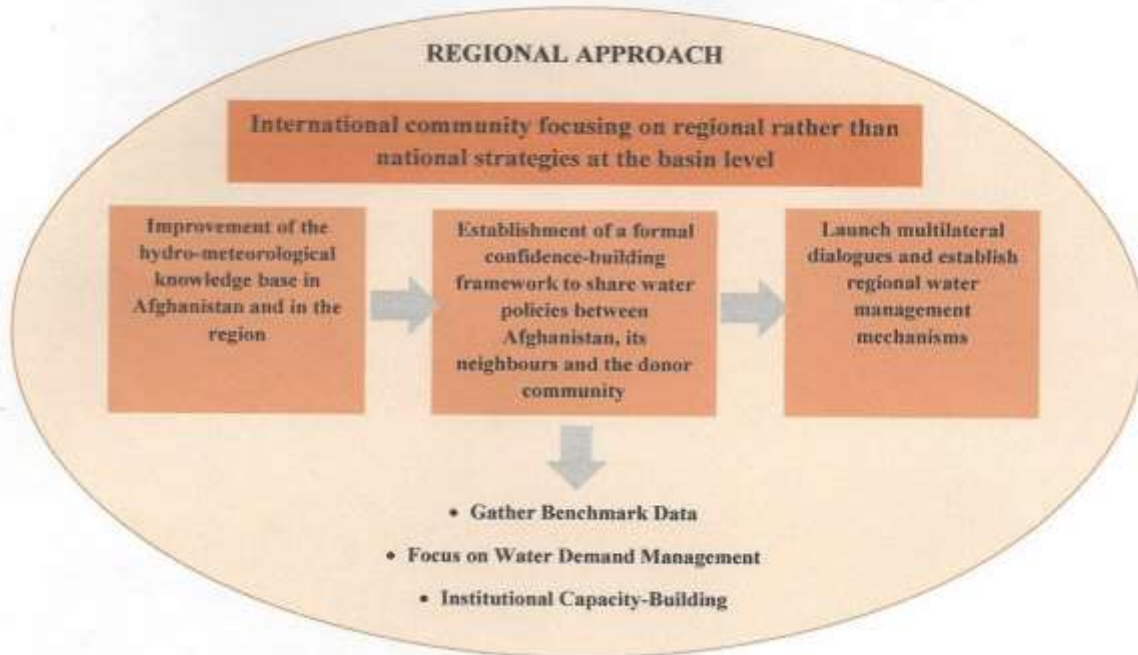 REGIONAL APPROACH
International community focusing on regional rather than
national strategies at the basin level
Improvement of the
hydro-meteorological
knowledge base in
Afghanistan and in the
region
Establishment of a formal
confidence-building
framework to share water
policies between
Afghanistan, its
neighbours and the donor
community
Launch multilateral
dialogues and establish
regional water
management
mechanisms
• Gather Benchmark Data
• Focus on Water Demand Management
• Institutional Capacity-Building